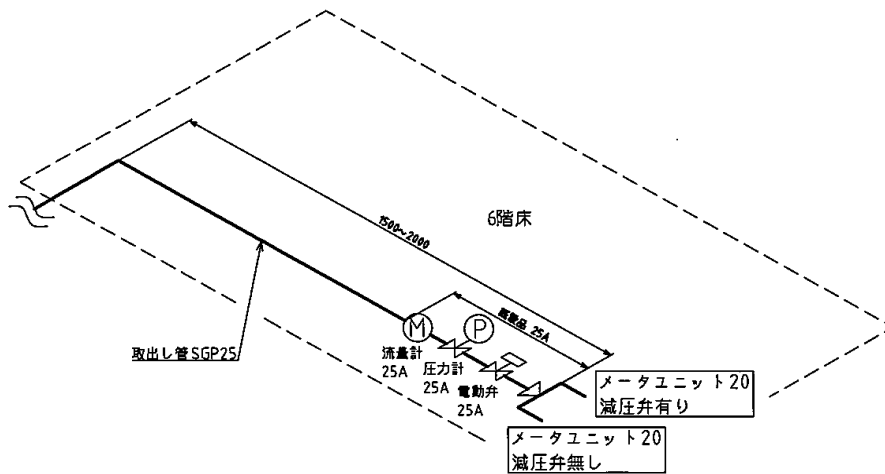 1500~2000
6階床
既製品 25A
M
P
取出し管SGP25
流量計
25A
圧力計
25A
電動弁
25A
メータユニット20
減圧弁有り
メータユニット20
減圧弁無し